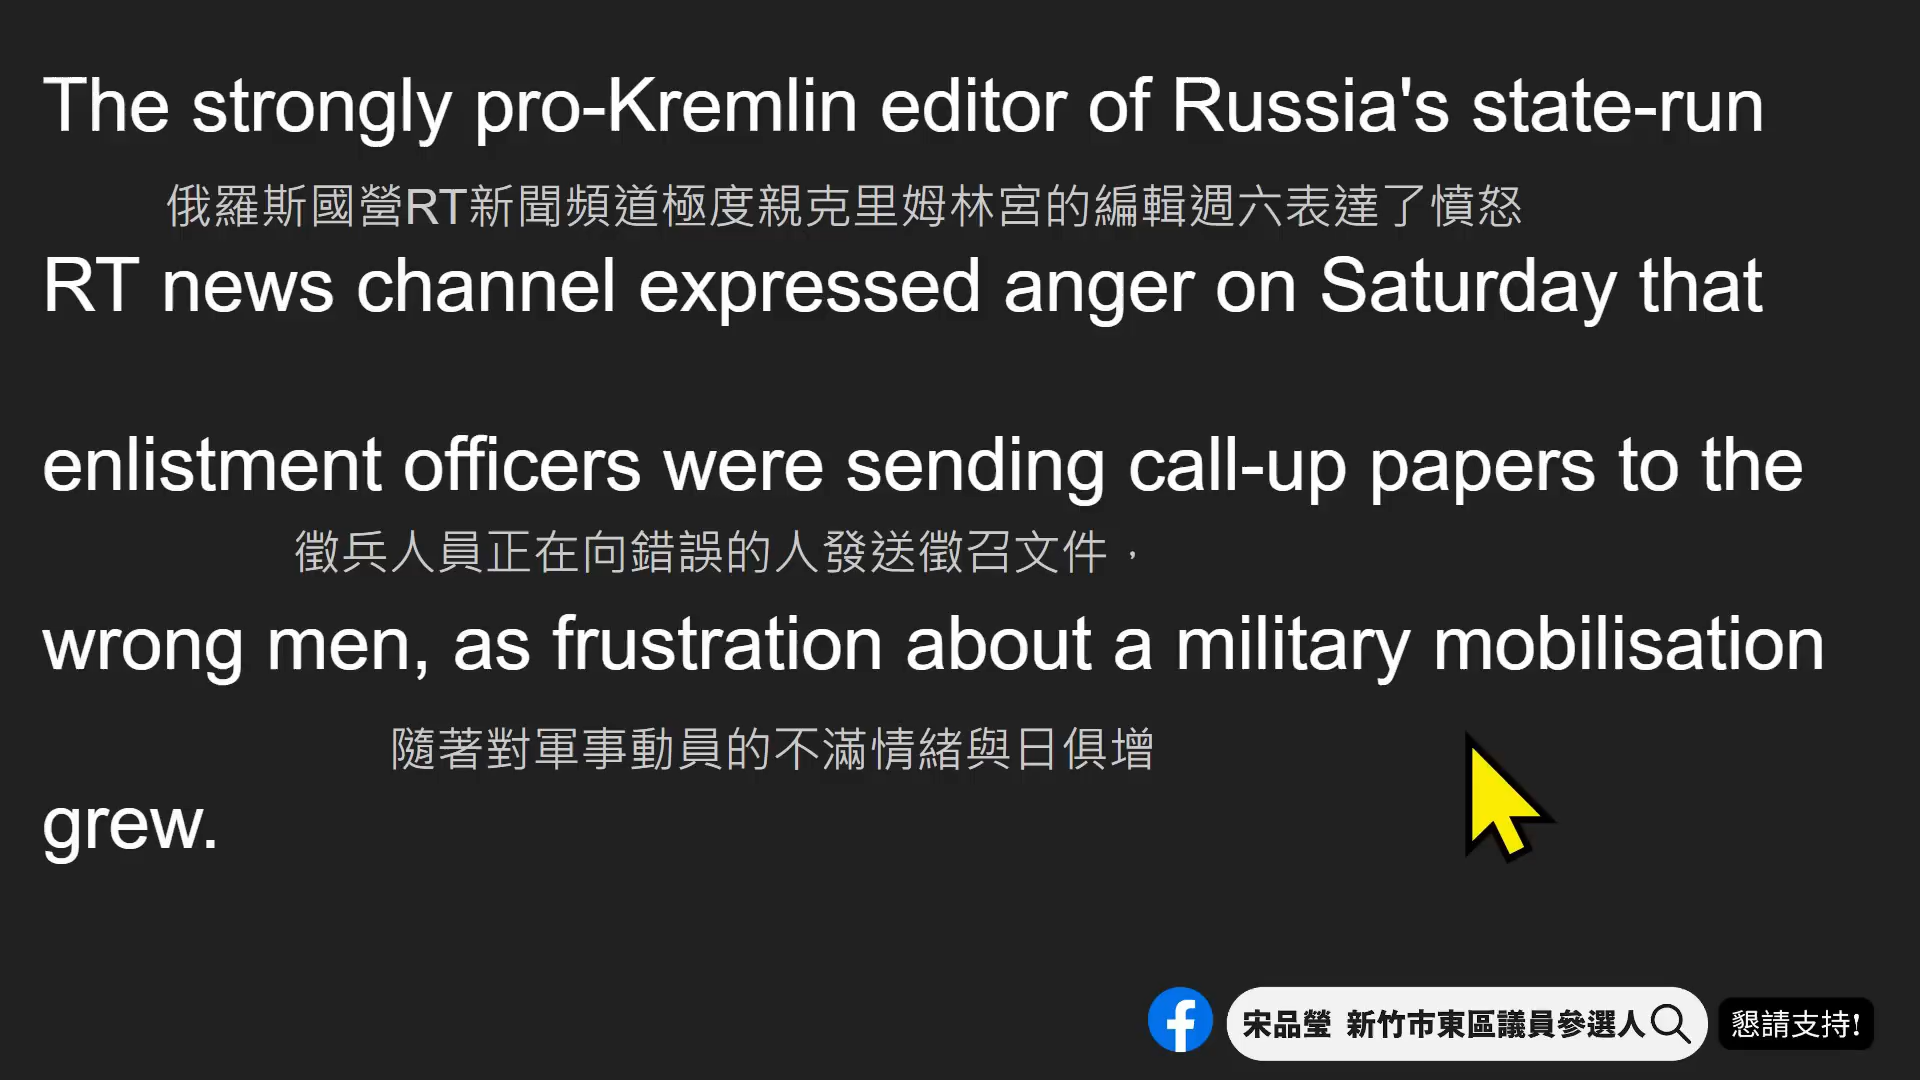 The strongly pro-Kremlin editor of Russia's state-run
俄羅斯國營RT新聞頻道極度親克里姆林宮的編輯週六表達了憤怒
RT news channel expressed anger on Saturday that
enlistment officers were sending call-up papers to the
徵兵人員正在向錯誤的人發送徵召文件，
wrong men, as frustration about a military mobilisation
隨著對軍事動員的不滿情緒與日俱增
grew.
宋品瑩 新竹市東區議員參選人
懇請支持!